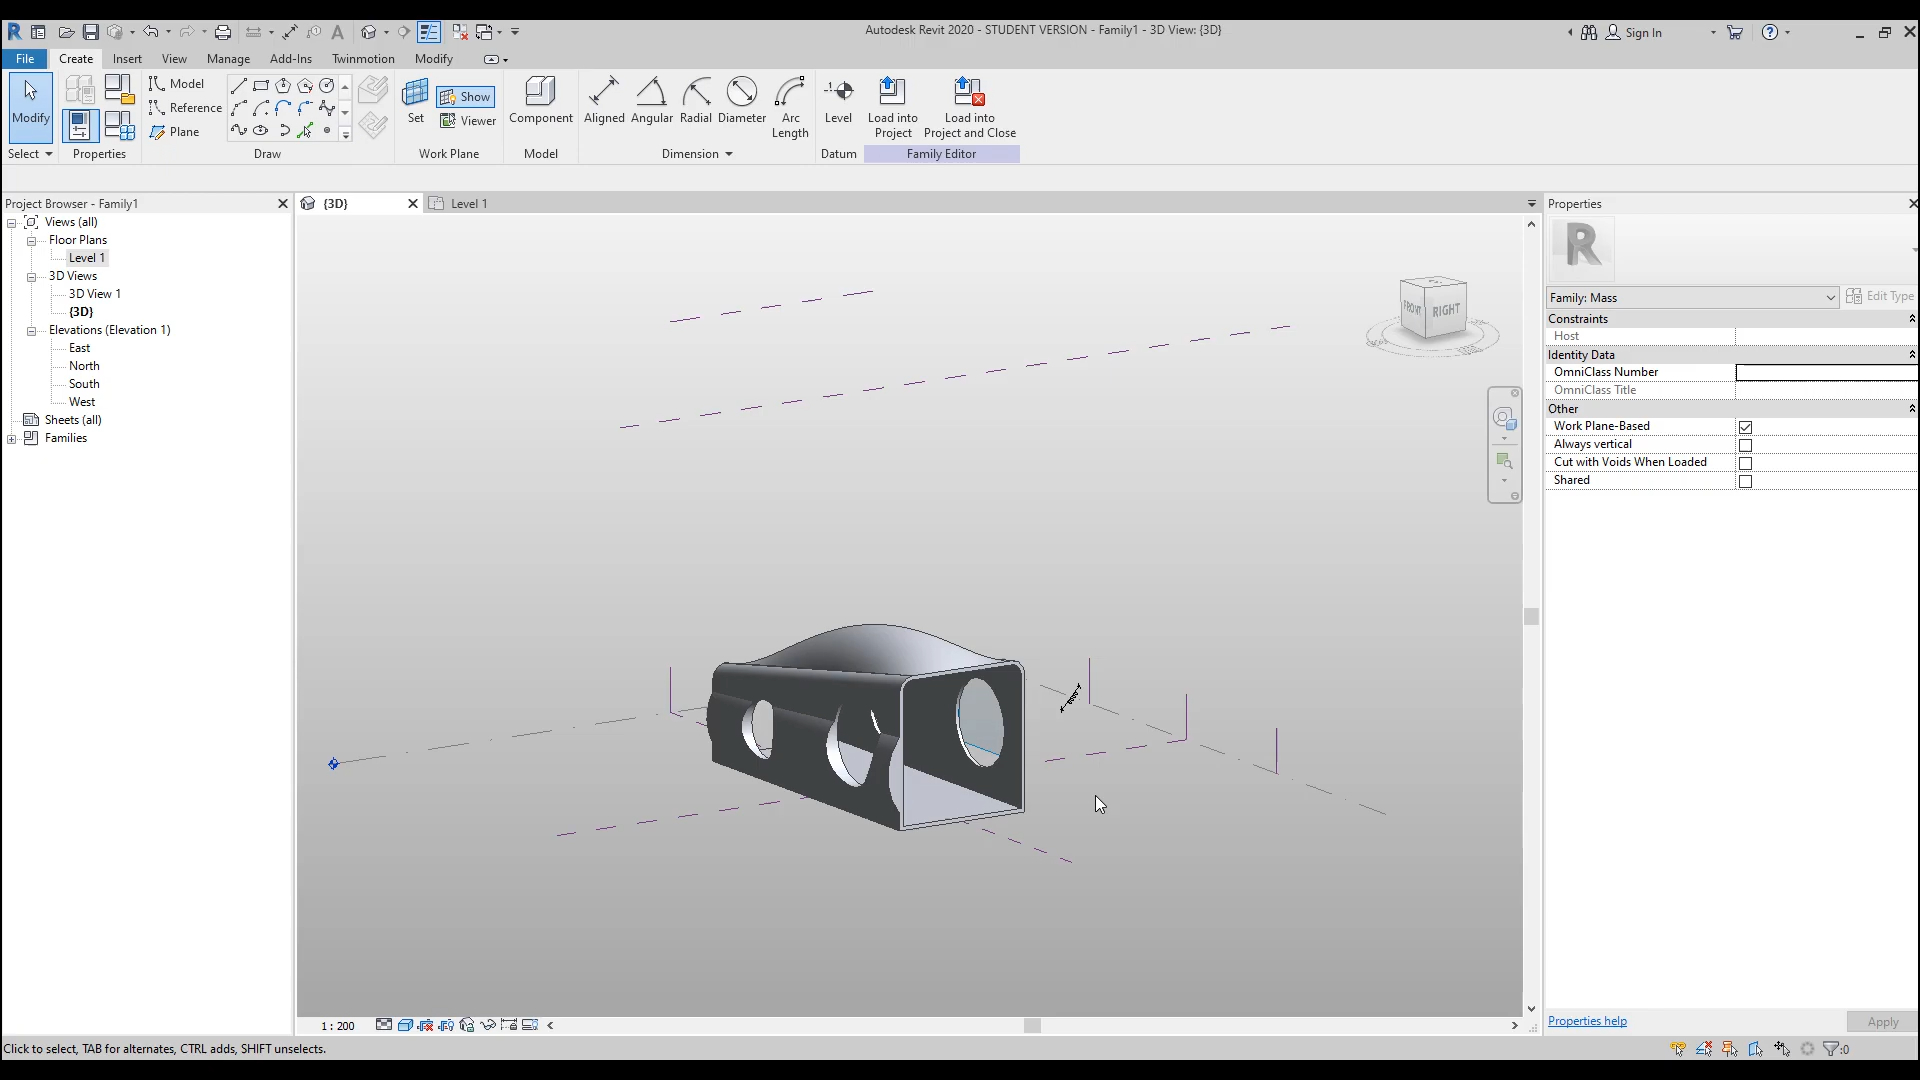 Autodesk Revit 2020 - STUDENT VERSION - Family1 - 3D View: {3D}
Sign In
File
Create
Insert
View
Manage
Add-Ins
Twinmotion
Modify
Modify
Select
Properties
Model
Reference
Plane
Draw
Set
Show
Viewer
Work Plane
Component
Model
Aligned
Angular
Radial
Diameter
Arc
Length
Dimension
Level
Datum
Load into
Project
Load into
Project and Close
Family Editor
Project Browser - Family1
Views (all)
Floor Plans
Level 1
3D Views
3D View 1
{3D}
Elevations (Elevation 1)
East
North
South
West
Sheets (all)
Families
{3D}
Level 1
FRONT
RIGHT
1 : 200
Properties
R
Family: Mass
Edit Type
Constraints
Host
Identity Data
OmniClass Number
OmniClass Title
Other
Work Plane-Based
Always vertical
Cut with Voids When Loaded
Shared
Properties help
Apply
Click to select, TAB for alternates, CTRL adds, SHIFT unselects.
:0